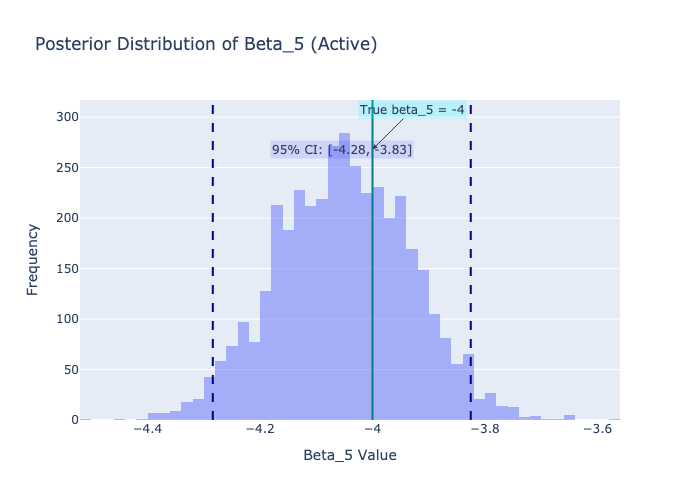 Posterior Distribution of Beta_5 (Active)
True beta_5 = -4
95% CI: [-4.28, -3.83]
300
250
200
150
100
50
0
Frequency
−4.4
−4.2
−4
−3.8
−3.6
Beta_5 Value